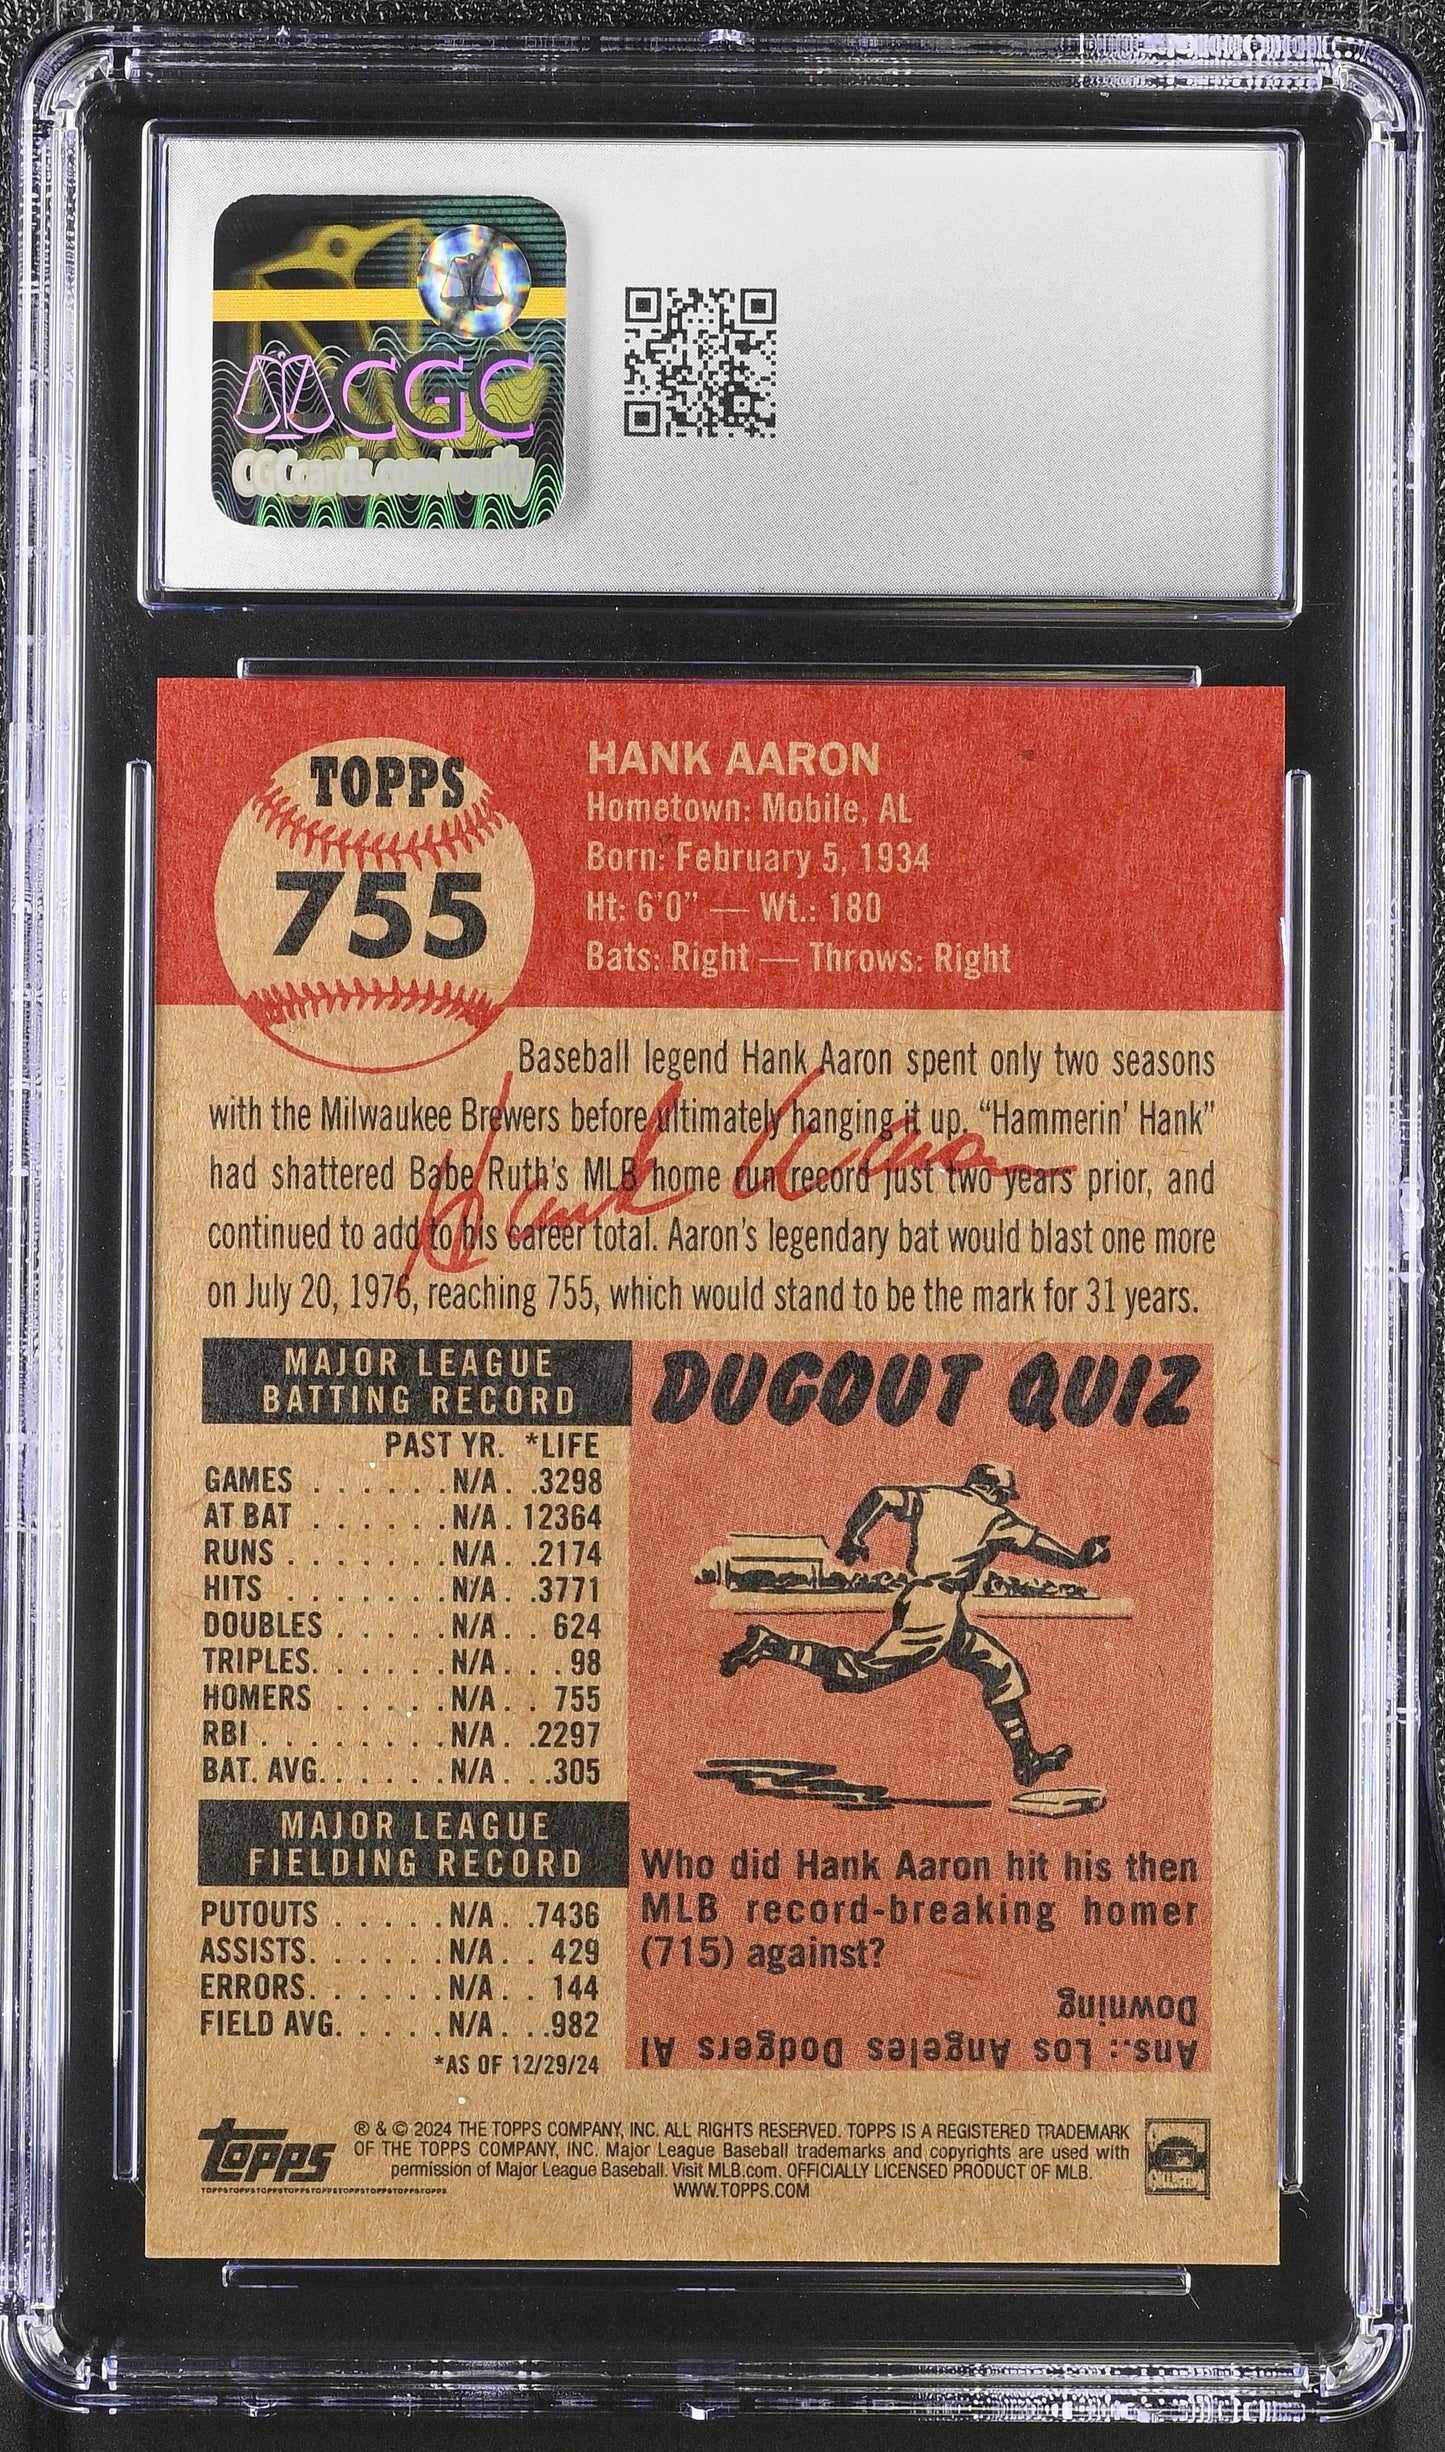 CGC
CGCcards.com/verify
TOPPS
755
HANK AARON
Hometown: Mobile, AL
Born: February 5, 1934
Ht: 6'0" — Wt.: 180
Bats: Right — Throws: Right
Baseball legend Hank Aaron spent only two seasons
with the Milwaukee Brewers before ultimately hanging it up. “Hammerin' Hank”
had shattered Babe Ruth's MLB home run record just two years prior, and
continued to add to his career total. Aaron's legendary bat would blast one more
on July 20, 1976, reaching 755, which would stand to be the mark for 31 years.
Hank Aaron
MAJOR LEAGUE
BATTING RECORD
PAST YR. *LIFE
GAMES . . . . . . .N/A. .3298
AT BAT . . . . . .N/A. 12364
RUNS . . . . . . .N/A. .2174
HITS . . . . . . . .N/A. .3771
DOUBLES . . . . .N/A. . 624
TRIPLES. . . . . .N/A. . . 98
HOMERS . . . . .N/A. . 755
RBI . . . . . . . . .N/A. .2297
BAT. AVG. . . . . .N/A. . .305
MAJOR LEAGUE
FIELDING RECORD
PUTOUTS . . . . .N/A. .7436
ASSISTS. . . . . .N/A. . 429
ERRORS. . . . . .N/A. . 144
FIELD AVG. . . . .N/A. . .982
*AS OF 12/29/24
DUGOUT QUIZ
Who did Hank Aaron hit his then
MLB record-breaking homer
(715) against?
Ans.: Los Angeles Dodgers Al
Downing
topps
® & © 2024 THE TOPPS COMPANY, INC. ALL RIGHTS RESERVED. TOPPS IS A REGISTERED TRADEMARK
OF THE TOPPS COMPANY, INC. Major League Baseball trademarks and copyrights are used with
permission of Major League Baseball. Visit MLB.com. OFFICIALLY LICENSED PRODUCT OF MLB.
WWW.TOPPS.COM